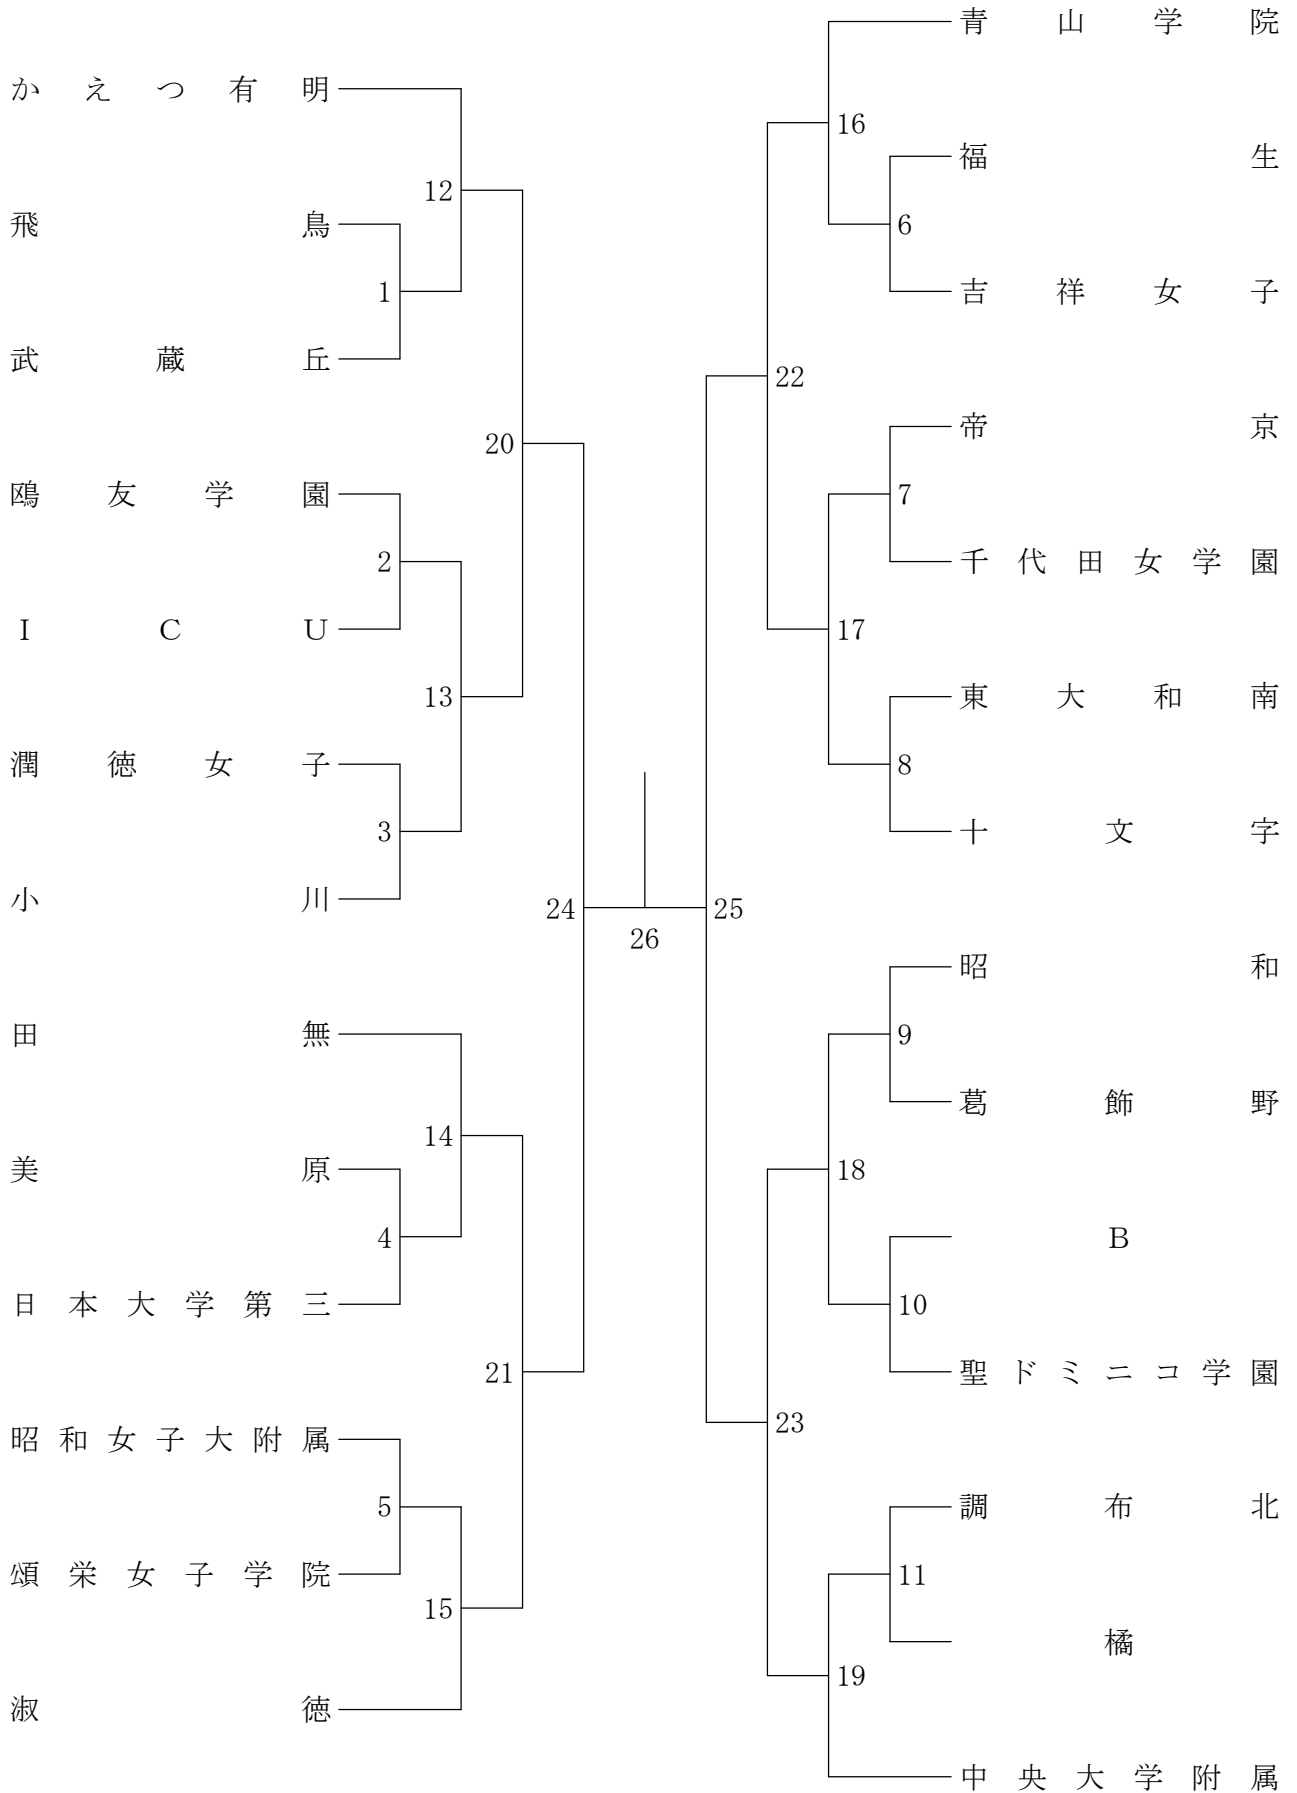 青山学院
かえつ有明
16
福生
12
飛鳥
6
1
吉祥女子
武蔵丘
22
帝京
20
鴎友学園
7
2
千代田女学園
ＩＣＵ
17
13
東大和南
潤徳女子
8
3
十文字
小川
24
25
26
昭和
田無
9
葛飾野
14
美原
18
4
Ｂ
日本大学第三
10
21
聖ドミニコ学園
23
昭和女子大附属
5
調布北
頌栄女子学院
11
15
橘
19
淑徳
中央大学附属